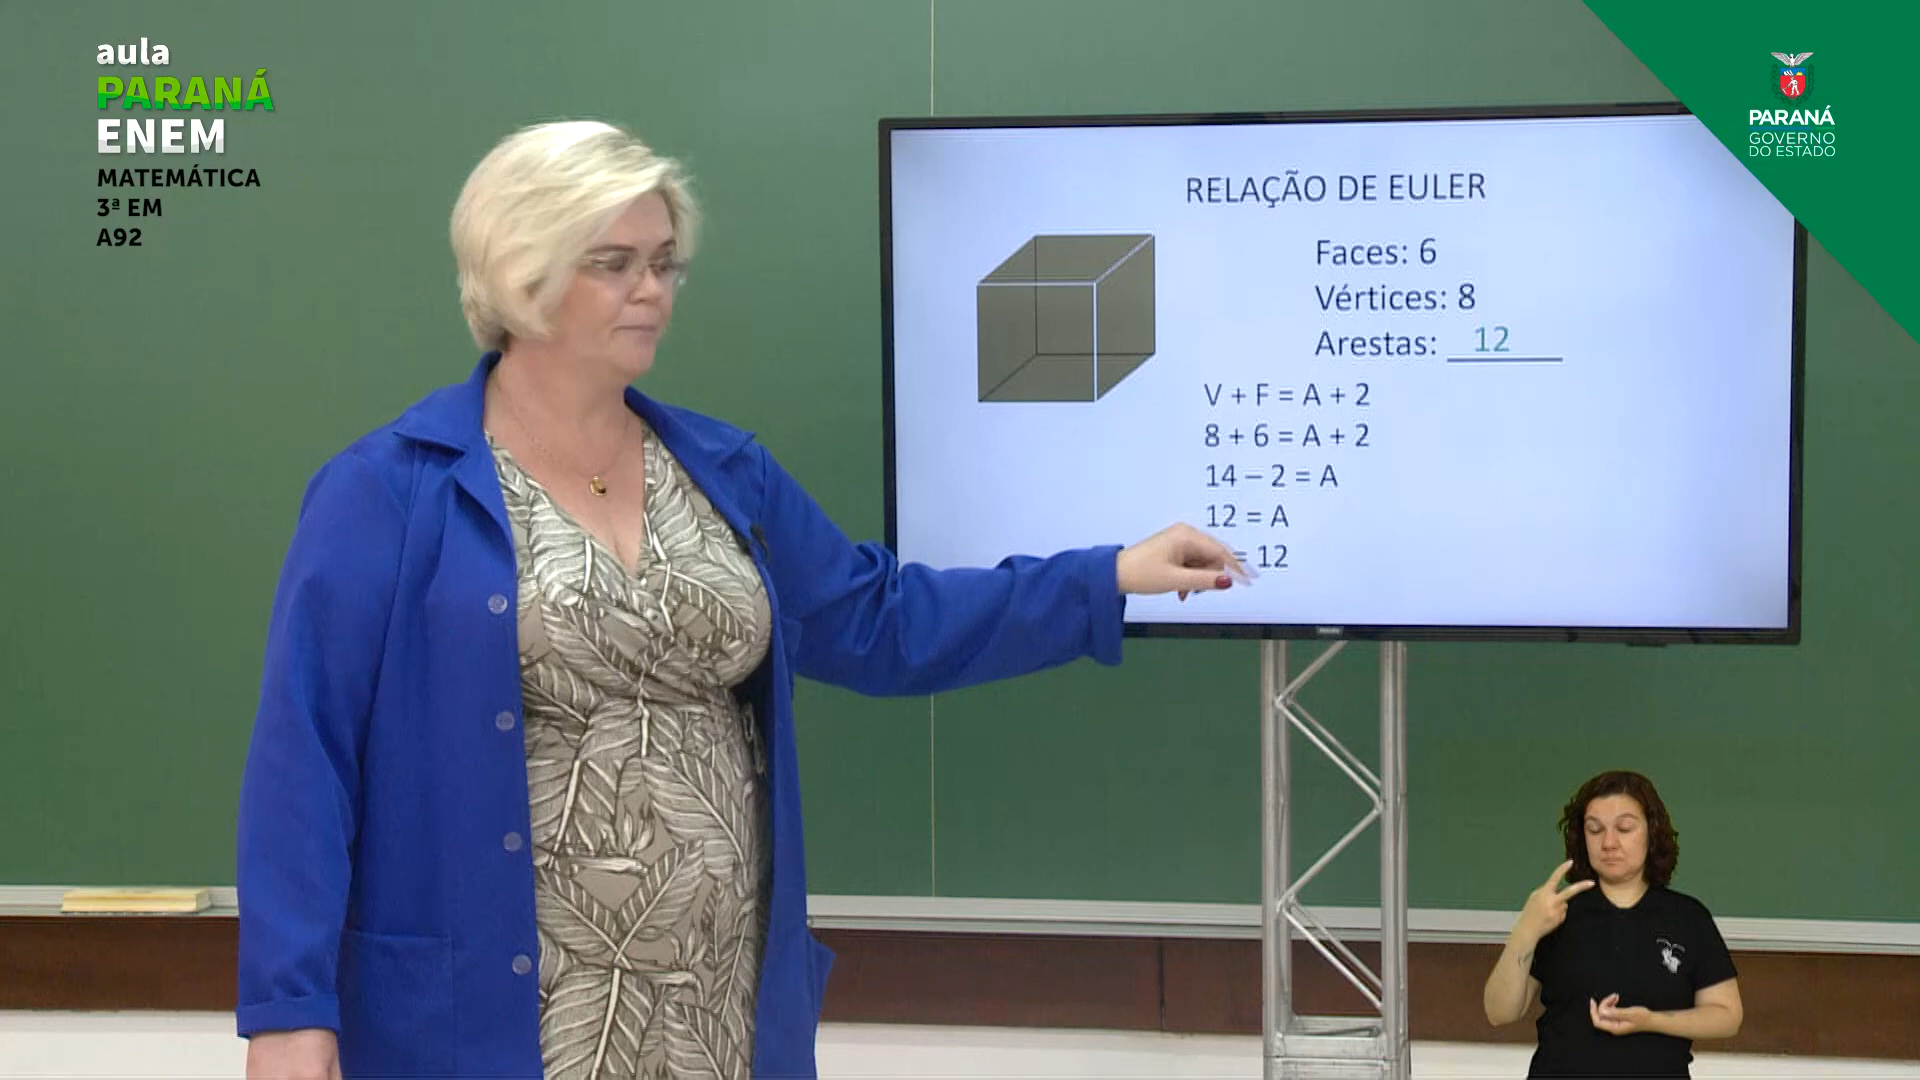 aula
PARANÁ
ENEM
MATEMÁTICA
3ª EM
A92
PARANÁ
GOVERNO
DO ESTADO
RELAÇÃO DE EULER
Faces: 6
Vértices: 8
Arestas: 12
V + F = A + 2
8 + 6 = A + 2
14 – 2 = A
12 = A
= 12